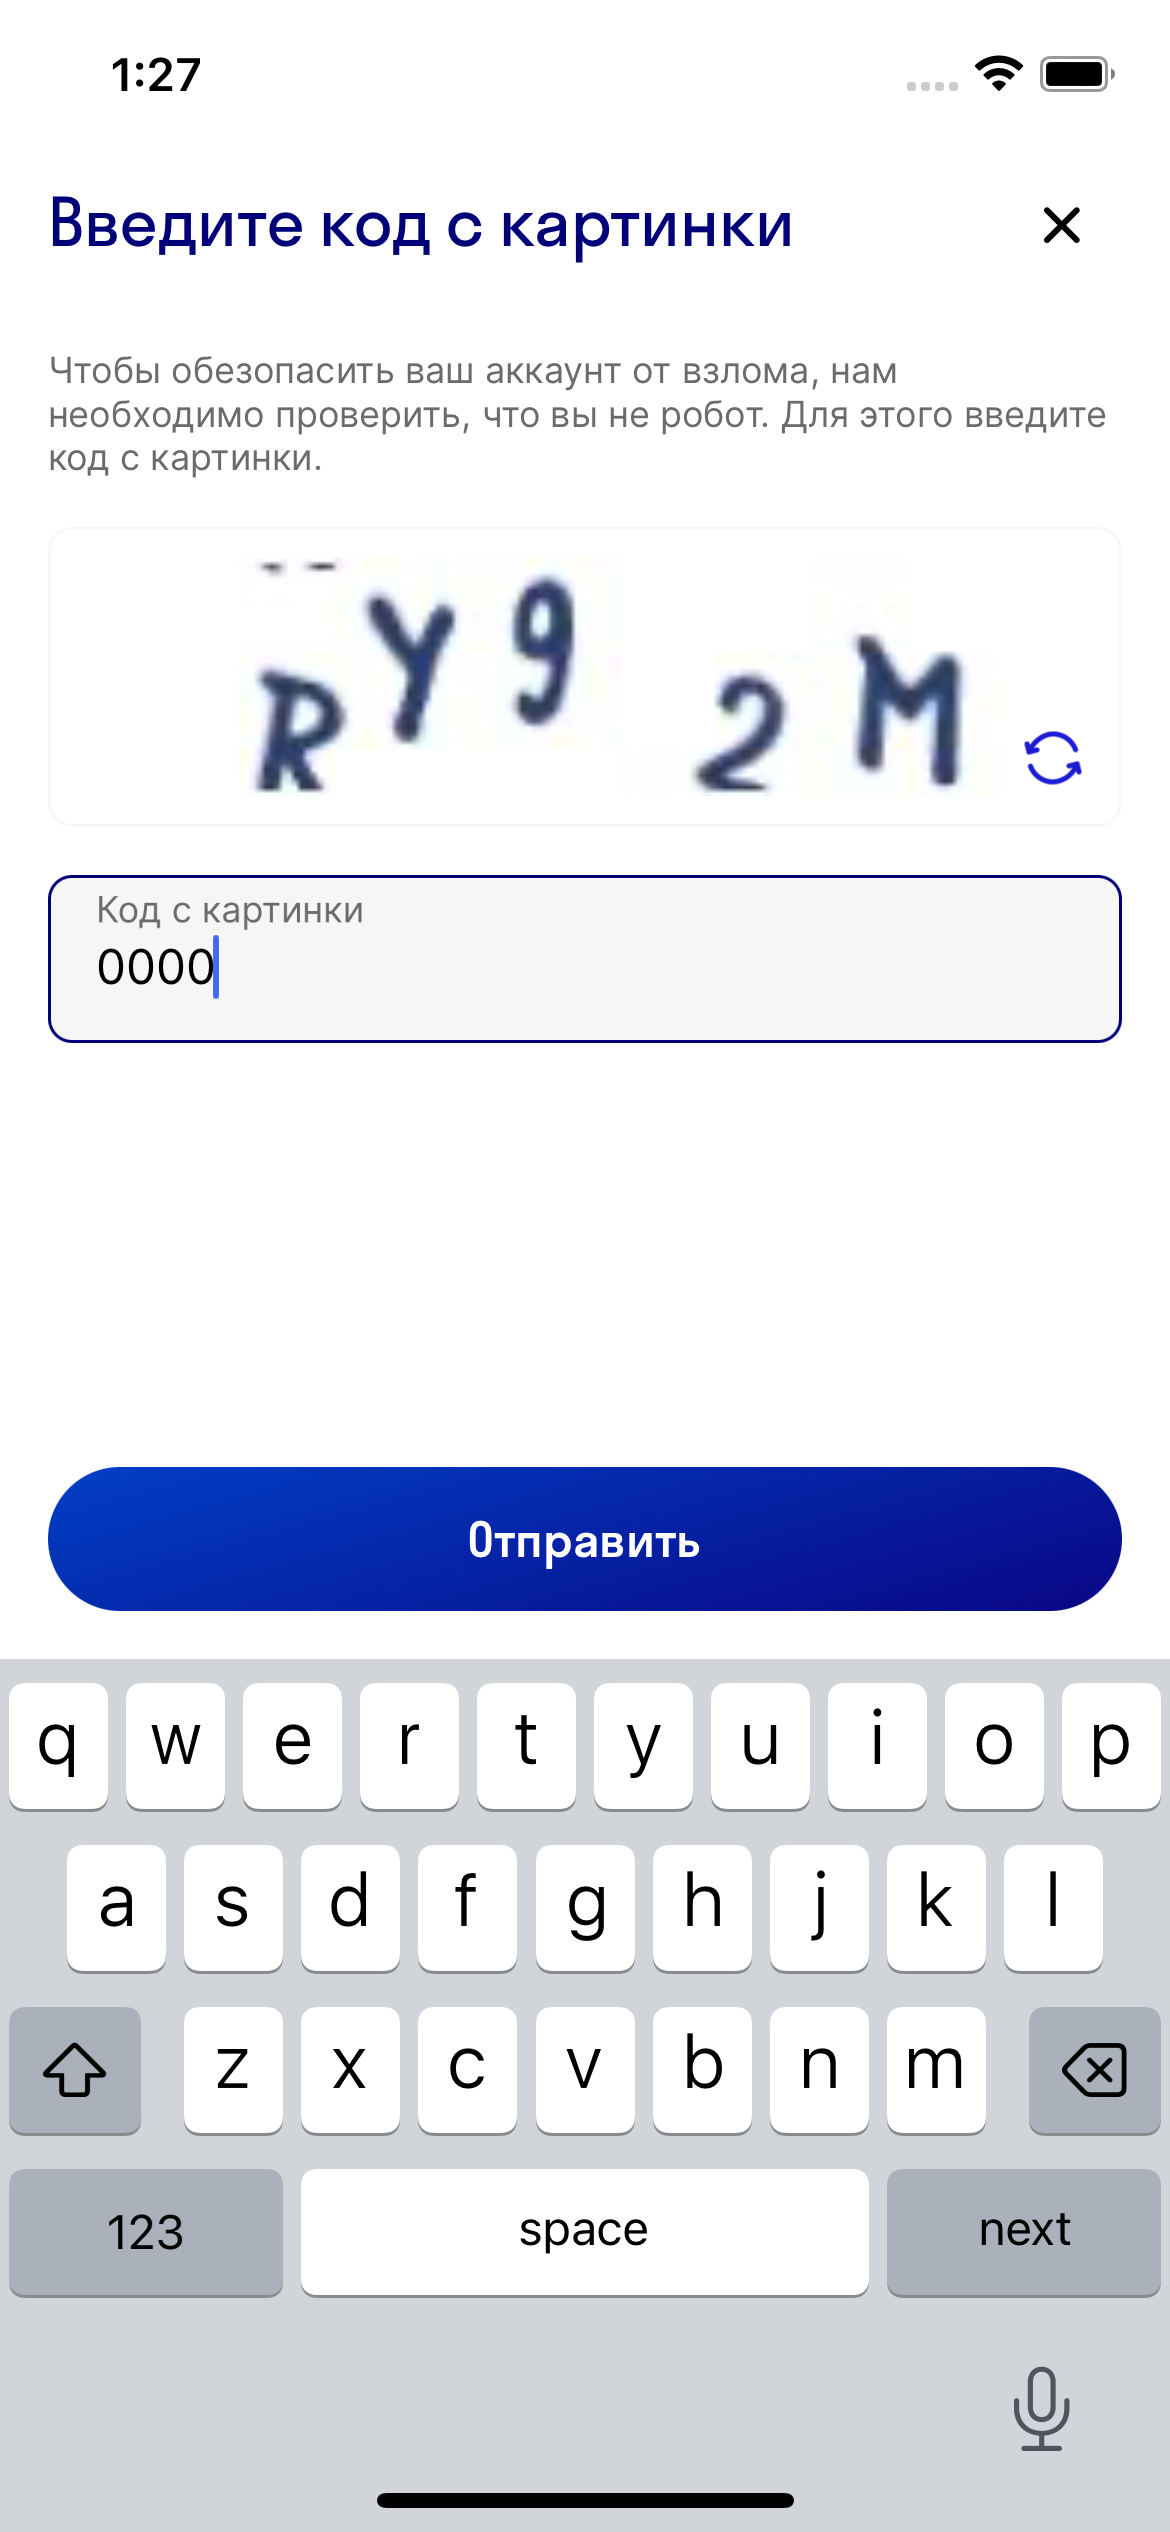 1:27
Введите код с картинки
Чтобы обезопасить ваш аккаунт от взлома, нам
необходимо проверить, что вы не робот. Для этого введите
код с картинки.
RY9 2M
Код с картинки
0000
Отправить
q w e r t y u i o p
a s d f g h j k l
z x c v b n m
123 space next